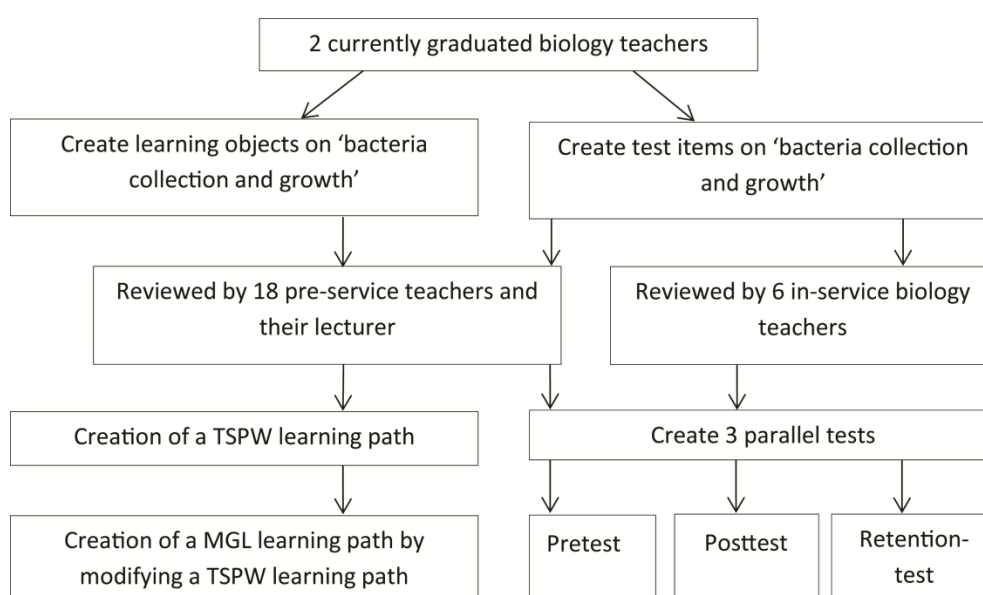 2 currently graduated biology teachers
Create learning objects on ‘bacteria
collection and growth’
Create test items on ‘bacteria collection
and growth’
Reviewed by 18 pre-service teachers and
their lecturer
Reviewed by 6 in-service biology
teachers
Creation of a TSPW learning path
Create 3 parallel tests
Creation of a MGL learning path by
modifying a TSPW learning path
Pretest
Posttest
Retention-
test